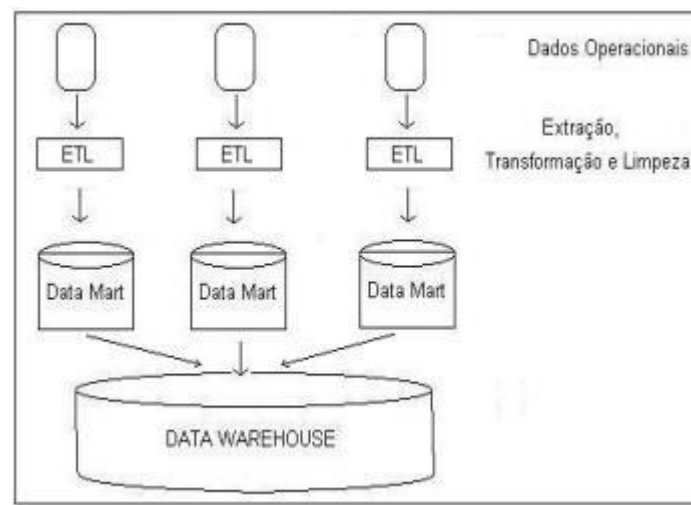 Dados Operacionais
ETL ETL ETL
Extração,
Transformação e Limpeza
Data Mart Data Mart Data Mart
DATA WAREHOUSE